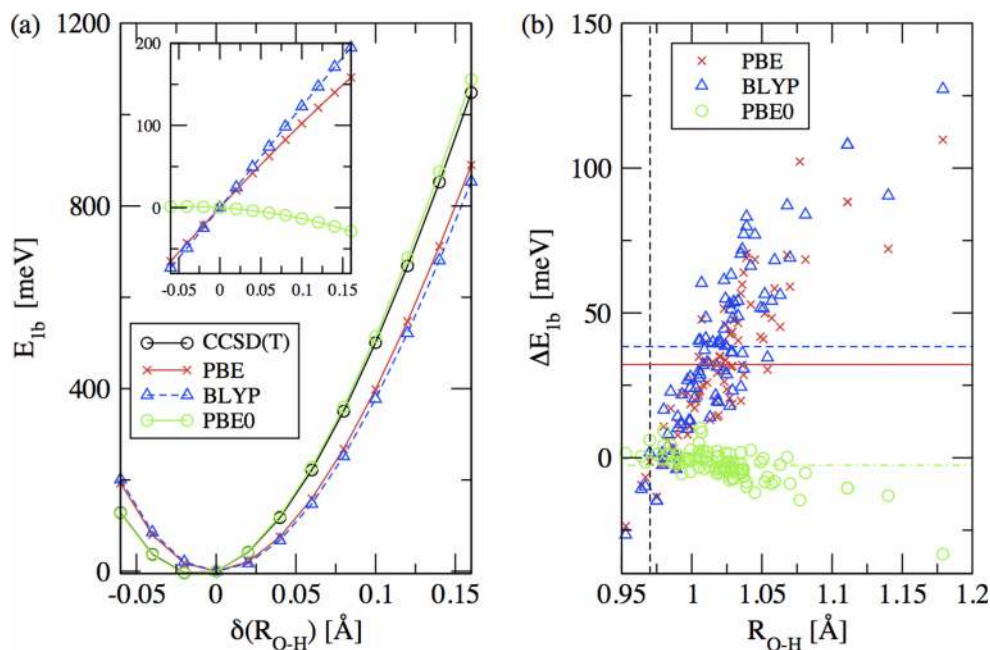 (a)
E1b [meV]
1200
800
400
0
-0.05 0 0.05 0.10 0.15
δ(RO-H) [Å]
200
100
0
-0.05 0 0.05 0.10 0.15
CCSD(T)
PBE
BLYP
PBE0
(b)
ΔE1b [meV]
150
100
50
0
0.95 1 1.05 1.1 1.15 1.2
RO-H [Å]
PBE
BLYP
PBE0